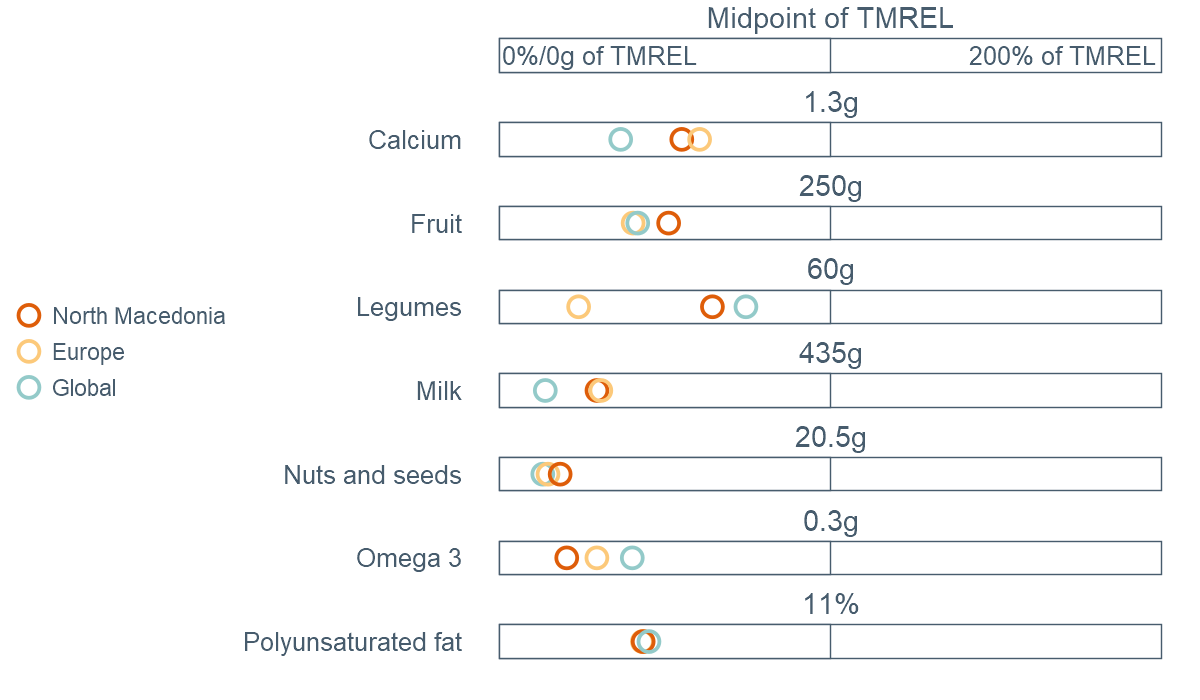 Midpoint of TMREL
0%/0g of TMREL
200% of TMREL
1.3g
Calcium
250g
Fruit
60g
Legumes
435g
Milk
20.5g
Nuts and seeds
0.3g
Omega 3
11%
Polyunsaturated fat
North Macedonia
Europe
Global